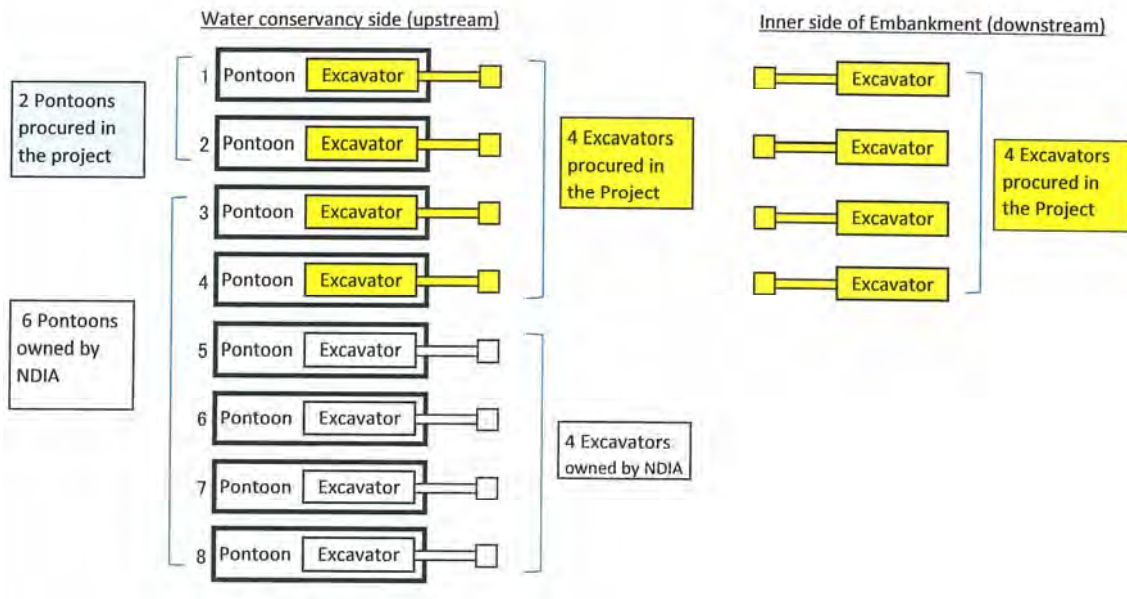 Water conservancy side (upstream)
Inner side of Embankment (downstream)
2 Pontoons
procured in
the project
6 Pontoons
owned by
NDIA
1 Pontoon Excavator
2 Pontoon Excavator
3 Pontoon Excavator
4 Pontoon Excavator
5 Pontoon Excavator
6 Pontoon Excavator
7 Pontoon Excavator
8 Pontoon Excavator
4 Excavators
procured in
the Project
4 Excavators
owned by NDIA
Excavator
Excavator
Excavator
Excavator
4 Excavators
procured in
the Project